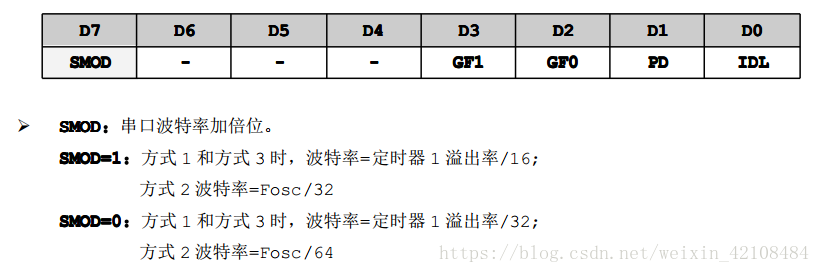 D7 D6 D5 D4 D3 D2 D1 D0
SMOD - - - GF1 GF0 PD IDL
➢ SMOD：串口波特率加倍位。
SMOD=1：方式 1 和方式 3 时，波特率=定时器 1 溢出率/16；
方式 2 波特率=Fosc/32
SMOD=0：方式 1 和方式 3 时，波特率=定时器 1 溢出率/32；
方式 2 波特率=Fosc/64
https://blog.csdn.net/weixin_42108484